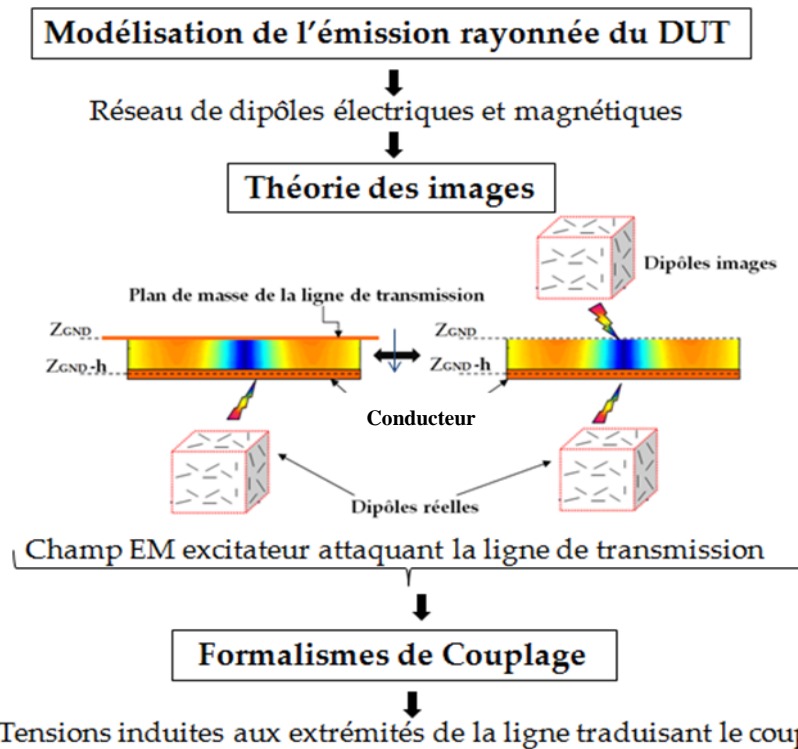 Modélisation de l'émission rayonnée du DUT
Réseau de dipôles électriques et magnétiques
Théorie des images
Dipôles images
Plan de masse de la ligne de transmission
ZGND
ZGND
ZGND-h
ZGND-h
Conducteur
Dipôles réelles
Champ EM excitateur attaquant la ligne de transmission
Formalismes de Couplage
Tensions induites aux extrémités de la ligne traduisant le coup